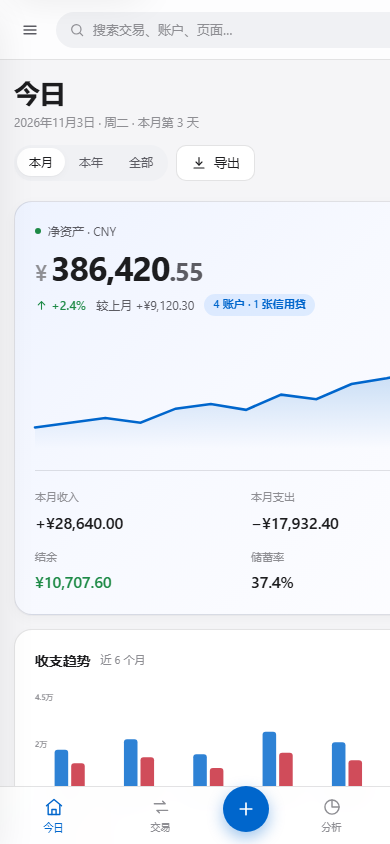 搜索交易、账户、页面...
今日
2026年11月3日 · 周二 · 本月第 3 天
本月 本年 全部 导出
净资产 · CNY
¥386,420.55
↑ +2.4% 较上月 +¥9,120.30 4 账户 · 1 张信用贷
本月收入 本月支出
+¥28,640.00 −¥17,932.40
结余 储蓄率
¥10,707.60 37.4%
收支趋势 近 6 个月
4.5万
2万
今日 交易 分析